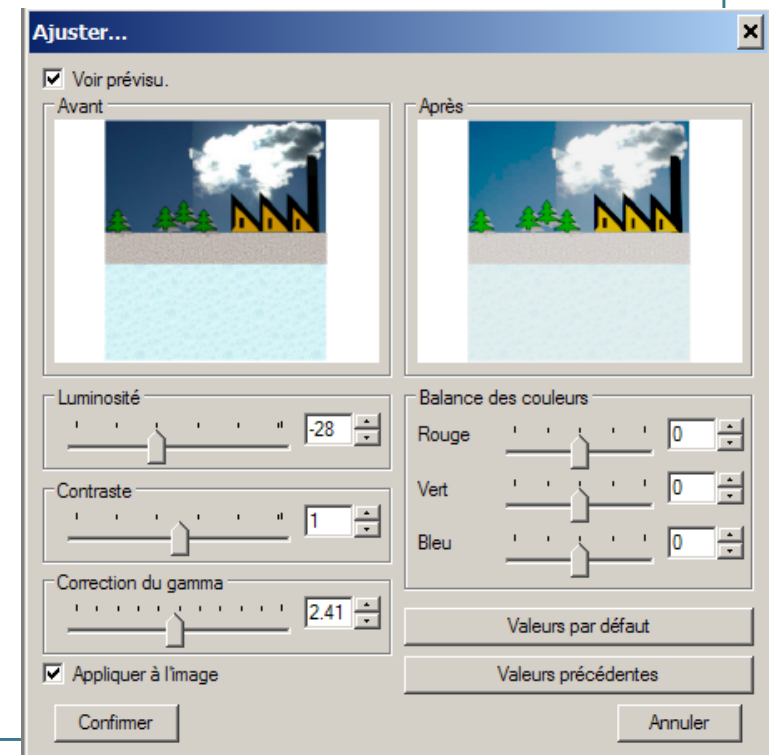 Ajuster...
Voir prévisu.
Avant
Après
Luminosité
-28
Contraste
1
Correction du gamma
2.41
Balance des couleurs
Rouge
0
Vert
0
Bleu
0
Valeurs par défaut
Appliquer à l'image
Valeurs précédentes
Confirmer
Annuler